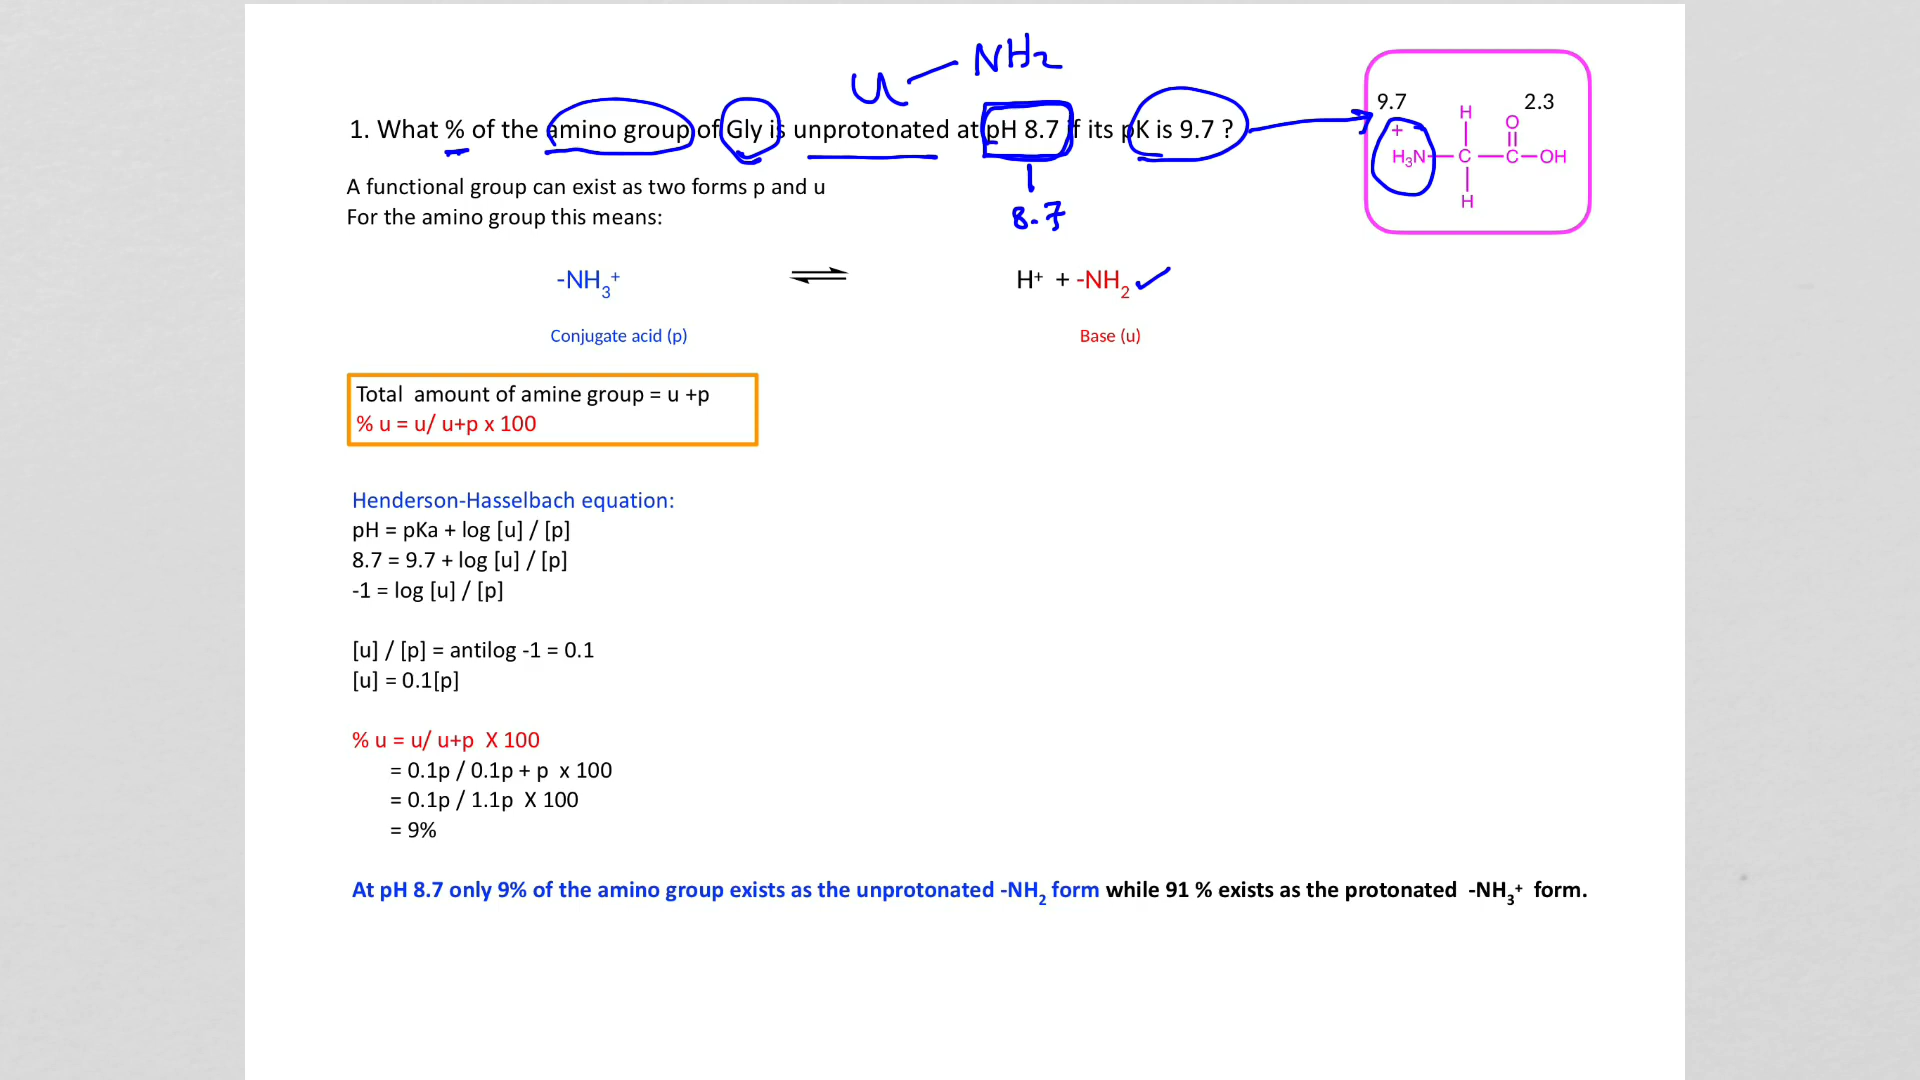 u — NH2
1. What % of the amino group of Gly is unprotonated at pH 8.7 if its pK is 9.7 ?
9.7 2.3
H
O
+
H₃N—C—C—OH
H
A functional group can exist as two forms p and u
For the amino group this means:
8.7
-NH₃⁺ ⇌ H⁺ + -NH₂ ✓
Conjugate acid (p) Base (u)
Total amount of amine group = u +p
% u = u/ u+p x 100
Henderson-Hasselbach equation:
pH = pKa + log [u] / [p]
8.7 = 9.7 + log [u] / [p]
-1 = log [u] / [p]
[u] / [p] = antilog -1 = 0.1
[u] = 0.1[p]
% u = u/ u+p X 100
= 0.1p / 0.1p + p x 100
= 0.1p / 1.1p X 100
= 9%
At pH 8.7 only 9% of the amino group exists as the unprotonated -NH₂ form while 91 % exists as the protonated -NH₃⁺ form.